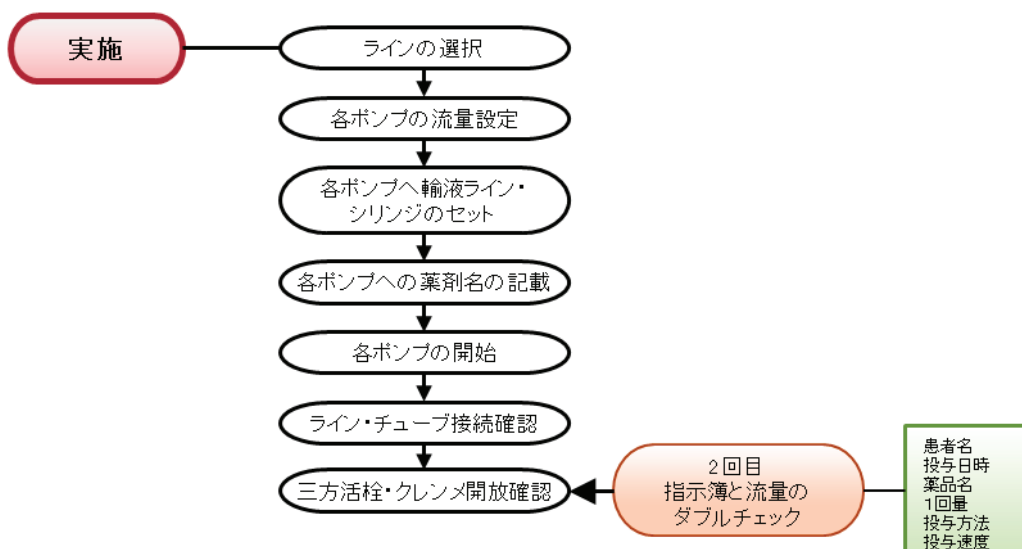 実施
ラインの選択
各ポンプの流量設定
各ポンプへ輸液ライン・
シリンジのセット
各ポンプへの薬剤名の記載
各ポンプの開始
ライン・チューブ接続確認
三方活栓・クレンメ開放確認
2回目
指示簿と流量の
ダブルチェック
患者名
投与日時
薬品名
1回量
投与方法
投与速度